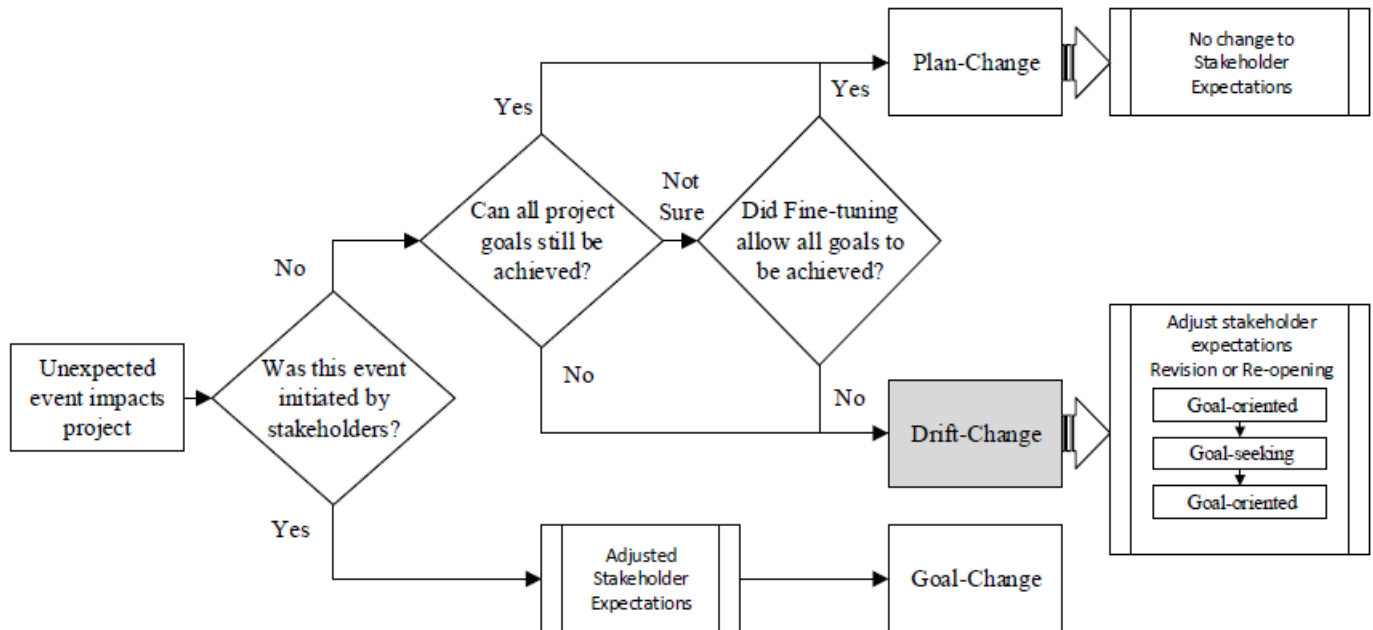 Unexpected
event impacts
project
Was this event
initiated by
stakeholders?
No
Yes
Can all project
goals still be
achieved?
Yes
No
Not
Sure
Did Fine-tuning
allow all goals to
be achieved?
Yes
No
Plan-Change
No change to
Stakeholder
Expectations
Drift-Change
Adjust stakeholder
expectations
Revision or Re-opening
Goal-oriented
Goal-seeking
Goal-oriented
Adjusted
Stakeholder
Expectations
Goal-Change